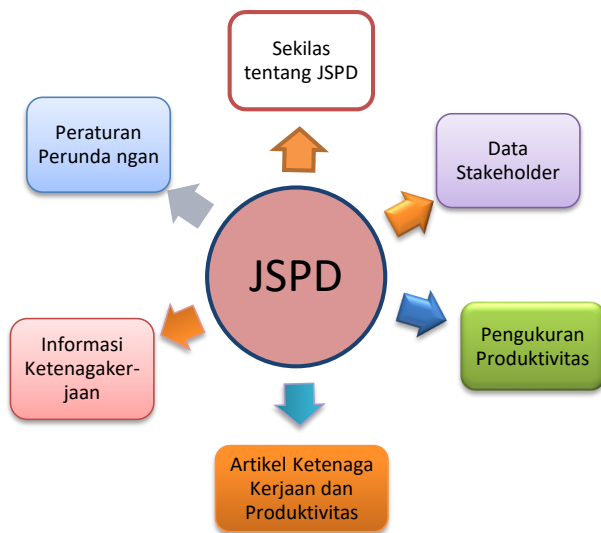 Sekilas
tentang JSPD
Peraturan
Perunda ngan
Data
Stakeholder
JSPD
Informasi
Ketenagaker-
jaan
Pengukuran
Produktivitas
Artikel Ketenaga
Kerjaan dan
Produktivitas